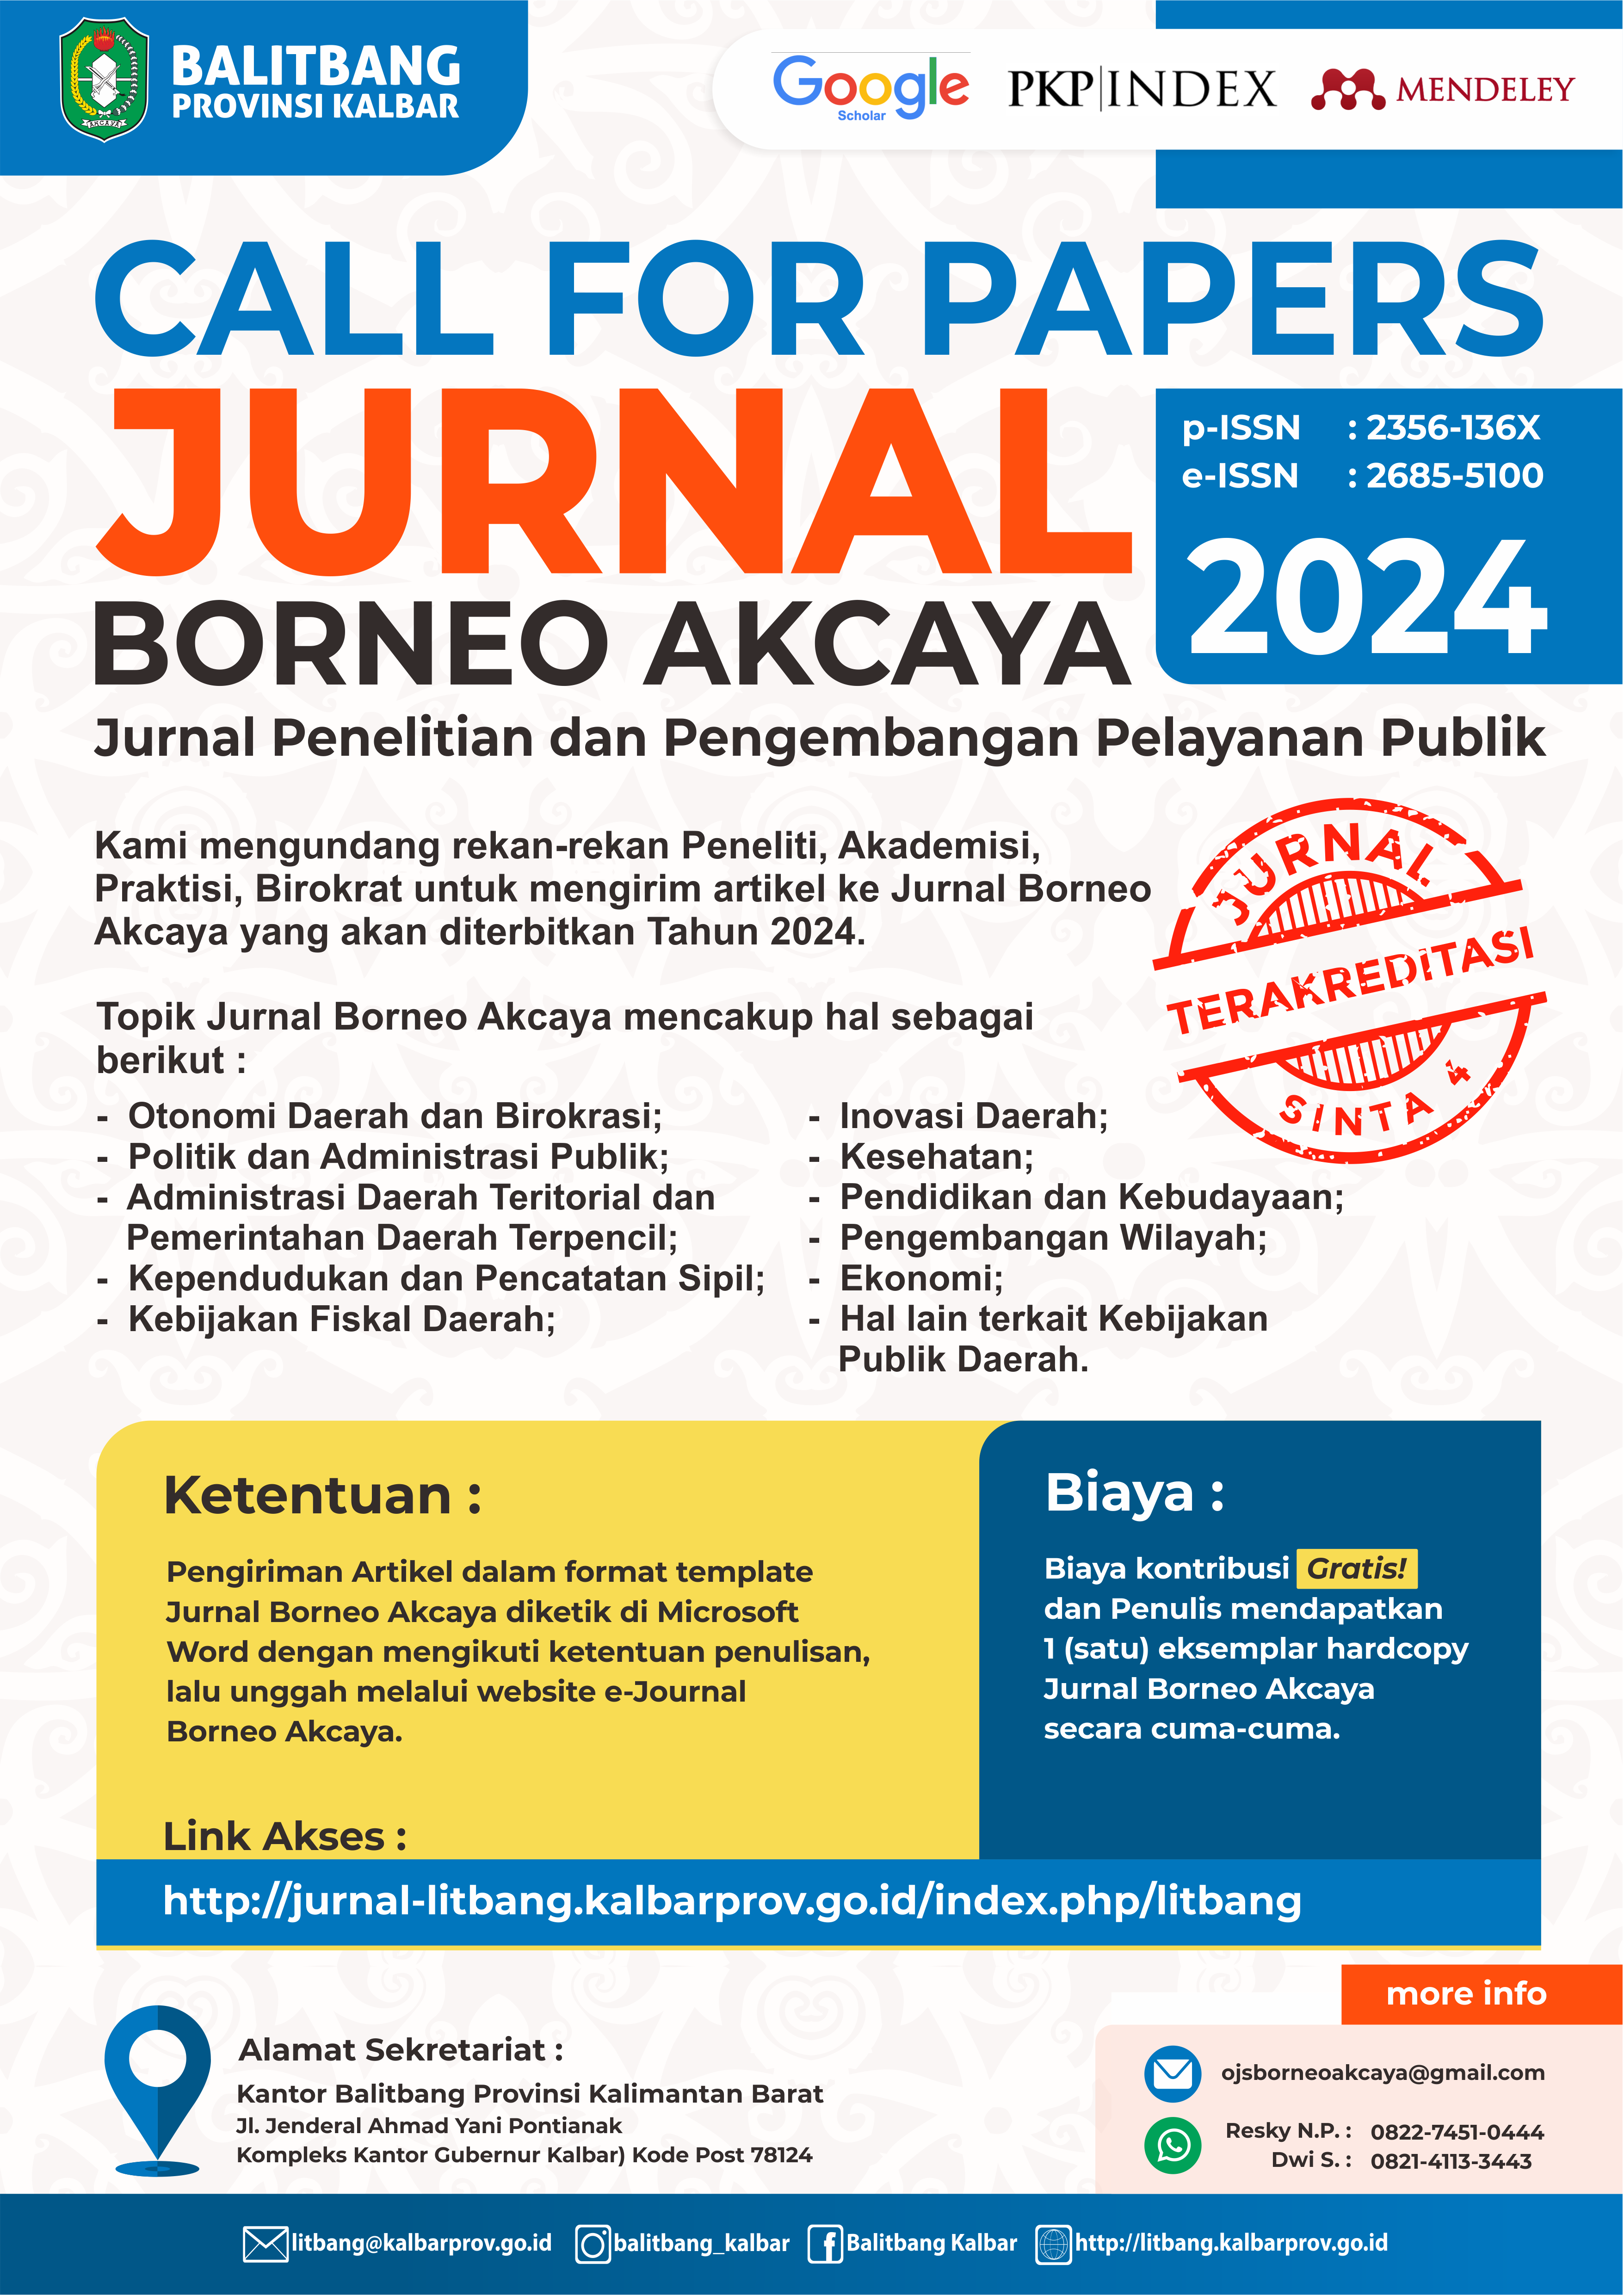 BALITBANG
PROVINSI KALBAR
AKCAYA
Google
Scholar
PKP|INDEX
MENDELEY
CALL FOR PAPERS
JURNAL
BORNEO AKCAYA
p-ISSN : 2356-136X
e-ISSN : 2685-5100
2024
Jurnal Penelitian dan Pengembangan Pelayanan Publik
Kami mengundang rekan-rekan Peneliti, Akademisi,
Praktisi, Birokrat untuk mengirim artikel ke Jurnal Borneo
Akcaya yang akan diterbitkan Tahun 2024.
JURNAL
TERAKREDITASI
SINTA 4
Topik Jurnal Borneo Akcaya mencakup hal sebagai
berikut :
- Otonomi Daerah dan Birokrasi;
- Politik dan Administrasi Publik;
- Administrasi Daerah Teritorial dan
Pemerintahan Daerah Terpencil;
- Kependudukan dan Pencatatan Sipil;
- Kebijakan Fiskal Daerah;
- Inovasi Daerah;
- Kesehatan;
- Pendidikan dan Kebudayaan;
- Pengembangan Wilayah;
- Ekonomi;
- Hal lain terkait Kebijakan
Publik Daerah.
Ketentuan :
Pengiriman Artikel dalam format template
Jurnal Borneo Akcaya diketik di Microsoft
Word dengan mengikuti ketentuan penulisan,
lalu unggah melalui website e-Journal
Borneo Akcaya.
Biaya :
Biaya kontribusi Gratis!
dan Penulis mendapatkan
1 (satu) eksemplar hardcopy
Jurnal Borneo Akcaya
secara cuma-cuma.
Link Akses :
http://jurnal-litbang.kalbarprov.go.id/index.php/litbang
Alamat Sekretariat :
Kantor Balitbang Provinsi Kalimantan Barat
Jl. Jenderal Ahmad Yani Pontianak
Kompleks Kantor Gubernur Kalbar) Kode Post 78124
more info
ojsborneoakcaya@gmail.com
Resky N.P. : 0822-7451-0444
Dwi S. : 0821-4113-3443
litbang@kalbarprov.go.id
balitbang_kalbar
Balitbang Kalbar
http://litbang.kalbarprov.go.id